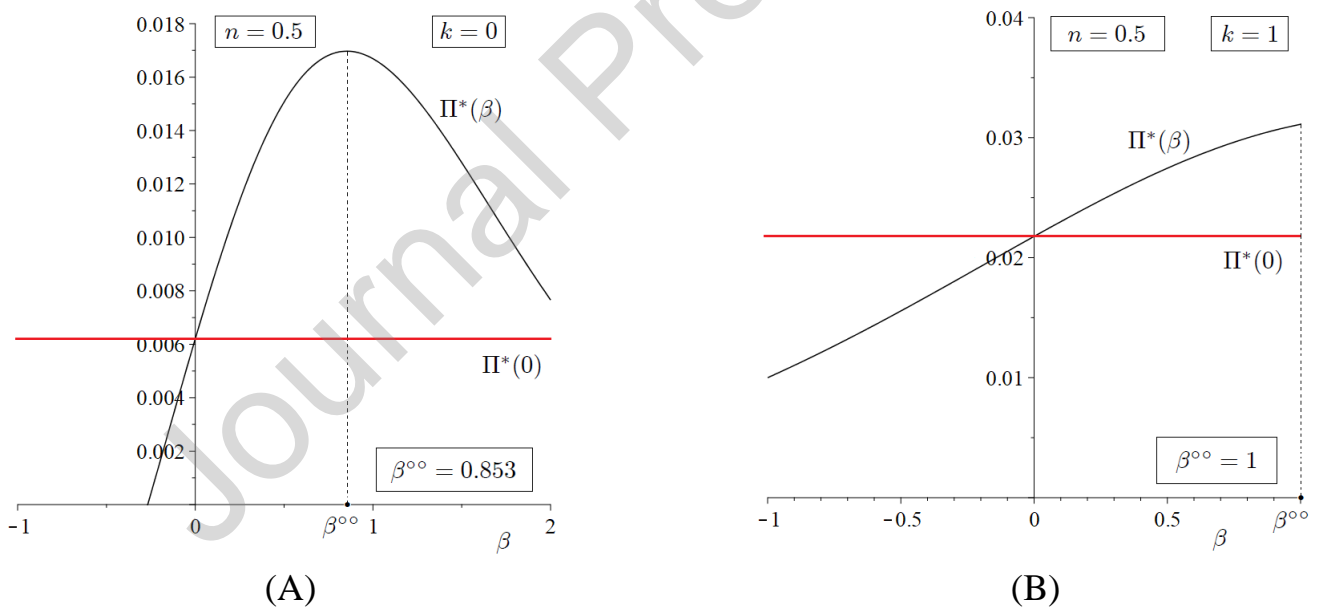 n = 0.5
k = 0
0.018
0.016
0.014
0.012
0.010
0.008
0.006
0.004
0.002
Π*(β)
Π*(0)
β°° = 0.853
-1
0
β°°
1
2
β
(A)
n = 0.5
k = 1
0.04
0.03
0.02
0.01
Π*(β)
Π*(0)
β°° = 1
-1
-0.5
0
0.5
β°°
β
(B)
Journal Pre